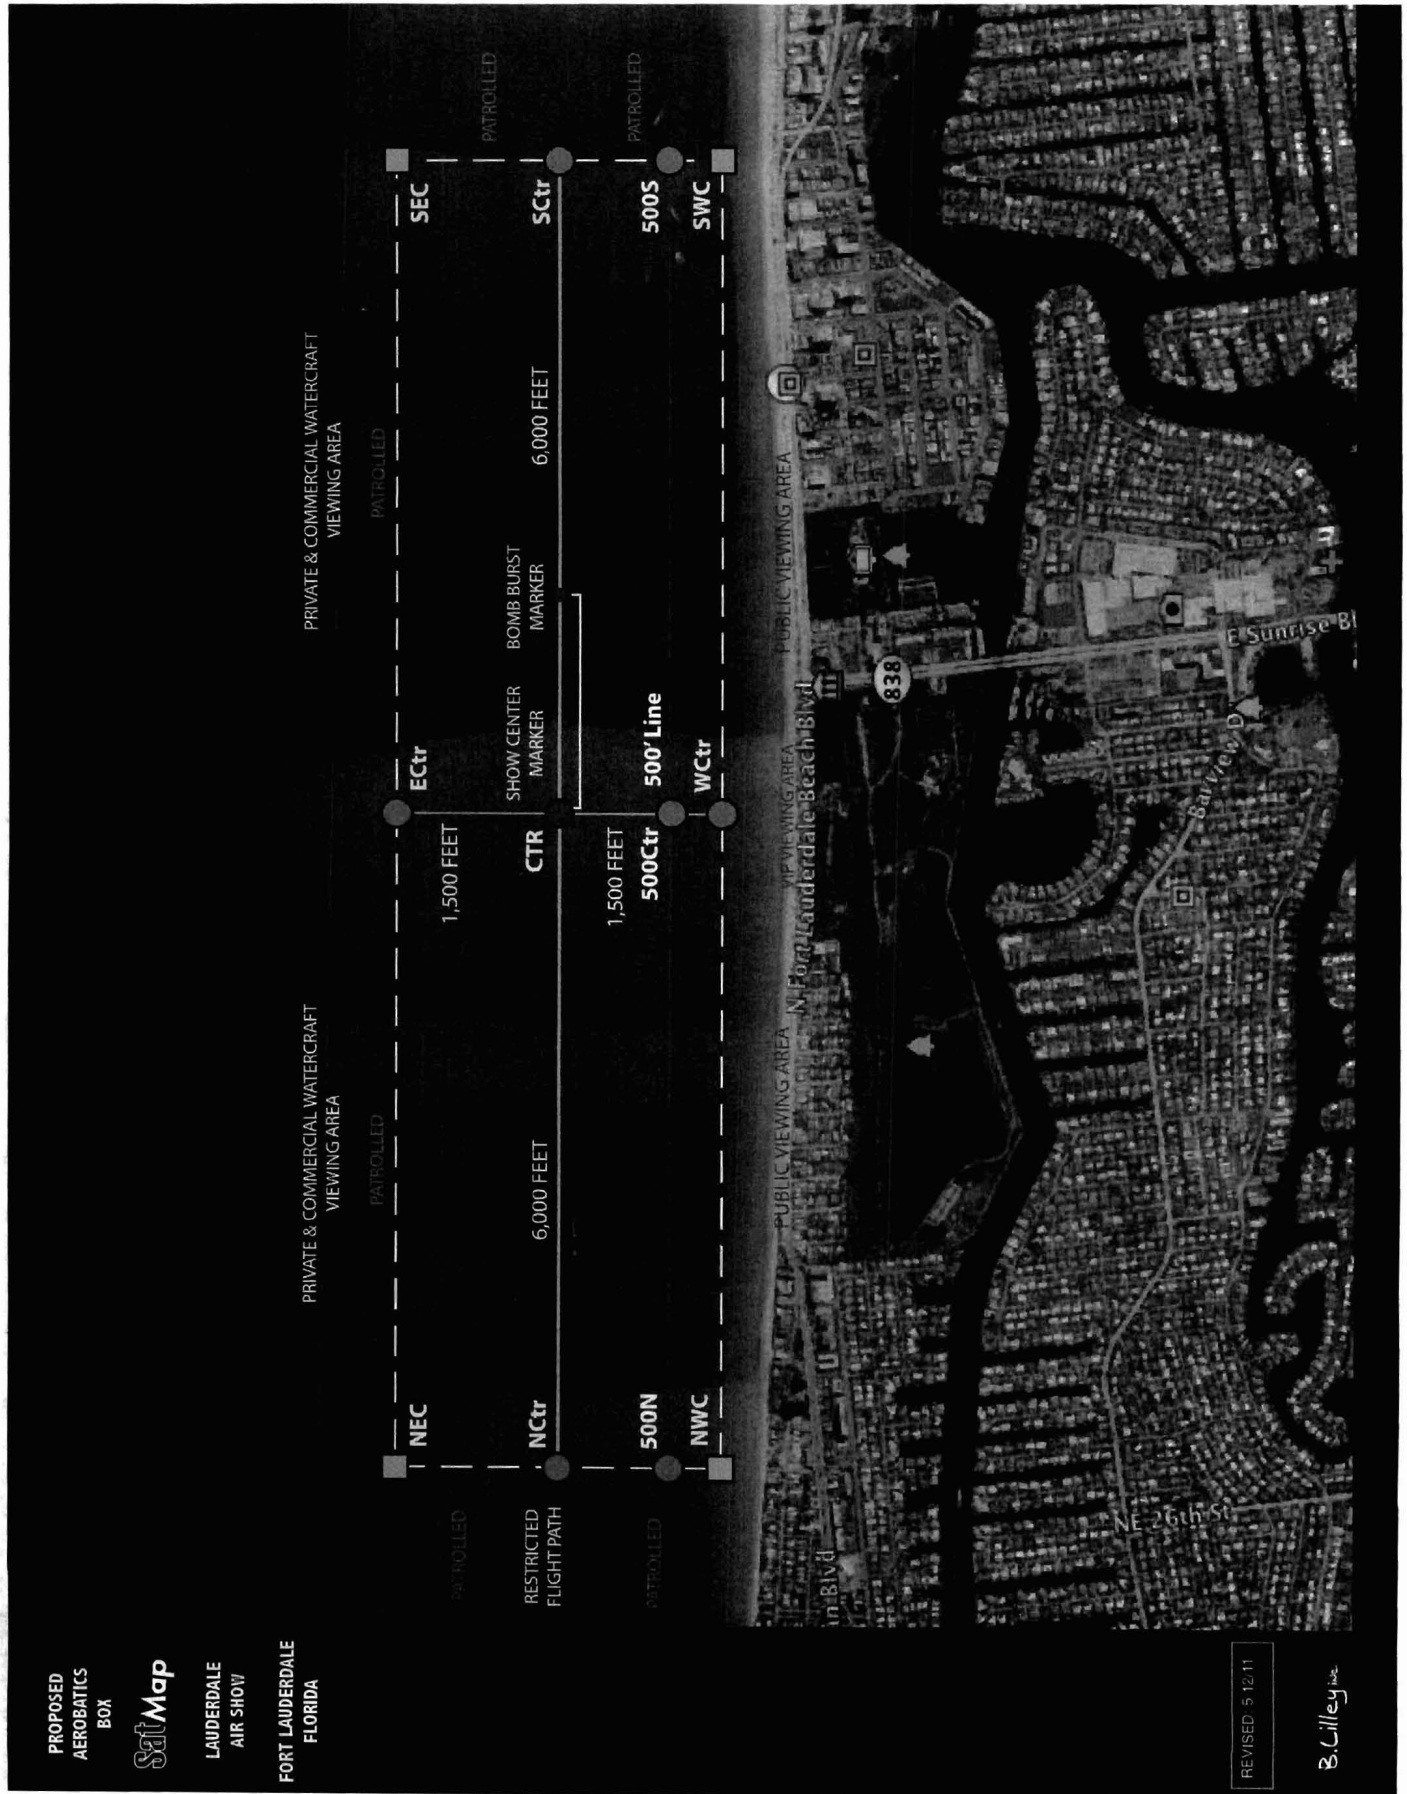 PROPOSED
AEROBATICS
BOX
SatMap
LAUDERDALE
AIR SHOW
FORT LAUDERDALE
FLORIDA
PRIVATE & COMMERCIAL WATERCRAFT
VIEWING AREA
PATROLLED
PRIVATE & COMMERCIAL WATERCRAFT
VIEWING AREA
PATROLLED
NEC
ECtr
SEC
PATROLLED
1,500 FEET
PATROLLED
RESTRICTED
FLIGHT PATH
NCtr
6,000 FEET
CTR
SHOW CENTER
MARKER
BOMB BURST
MARKER
6,000 FEET
SCtr
1,500 FEET
PATROLLED
500N
500Ctr
500' Line
500S
PATROLLED
NWC
WCtr
SWC
PUBLIC VIEWING AREA
VIP VIEWING AREA
PUBLIC VIEWING AREA
N Fort Lauderdale Beach Blvd
in Blvd
838
NE 26th St
Bayview D
E Sunrise Bl
REVISED: 5 12/11
B.Lilley inc.